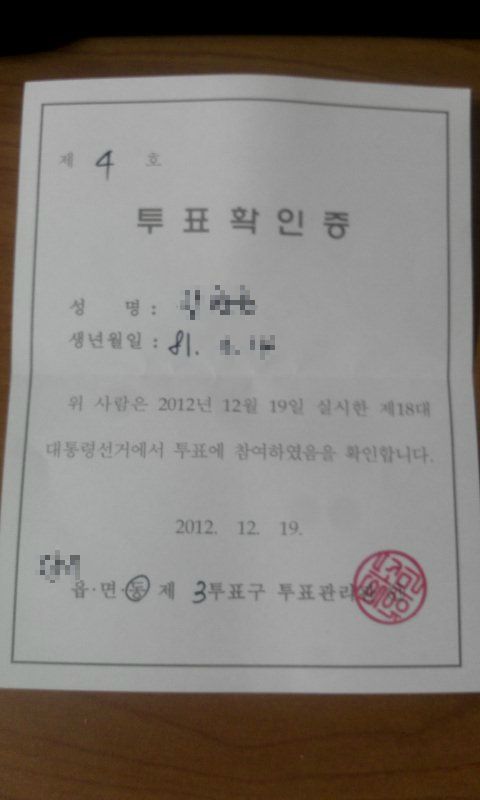 제 4 호
투표확인증
성 명 :
생년월일 : 81.
위 사람은 2012년 12월 19일 실시한 제18대
대통령선거에서 투표에 참여하였음을 확인합니다.
2012. 12. 19.
읍·면·동 제 3투표구 투표관리